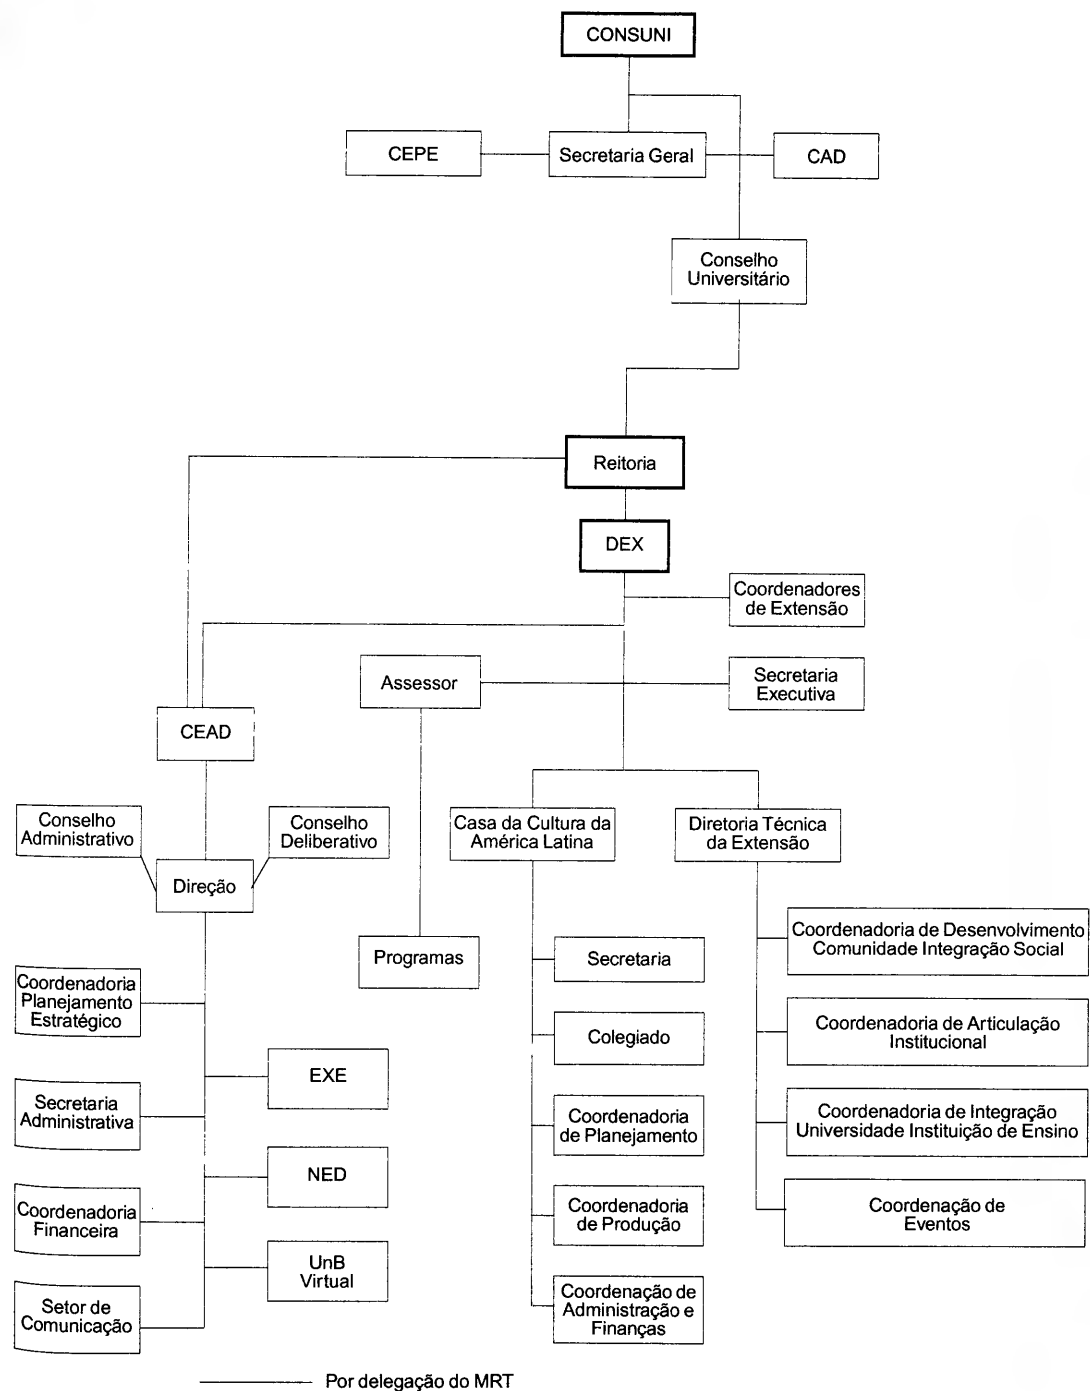 CONSUNI
CEPE
Secretaria Geral
CAD
Conselho
Universitário
Reitoria
DEX
Coordenadores
de Extensão
Assessor
Secretaria
Executiva
CEAD
Conselho
Administrativo
Conselho
Deliberativo
Casa da Cultura da
América Latina
Diretoria Técnica
da Extensão
Direção
Programas
Secretaria
Coordenadoria de Desenvolvimento
Comunidade Integração Social
Coordenadoria
Planejamento
Estratégico
Colegiado
Coordenadoria de Articulação
Institucional
EXE
Secretaria
Administrativa
Coordenadoria
de Planejamento
Coordenadoria de Integração
Universidade Instituição de Ensino
NED
Coordenadoria
Financeira
Coordenadoria
de Produção
Coordenação de
Eventos
UnB
Virtual
Setor de
Comunicação
Coordenação de
Administração e
Finanças
Por delegação do MRT